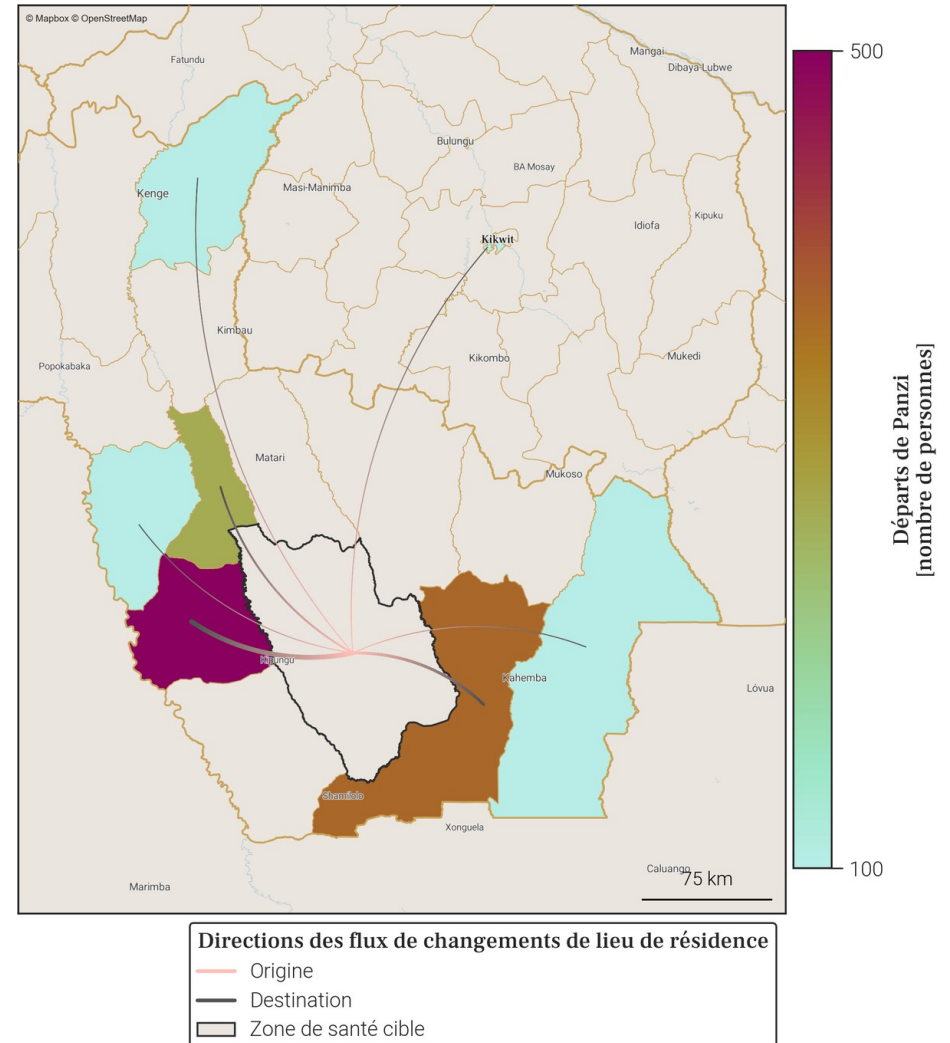 © Mapbox © OpenStreetMap
Fatundu
Mangai
Dibaya Lubwe
500
Bulungu
BA Mosay
Kenge
Masi-Manimba
Idiofa
Kipuku
Kikwit
Kimbau
Kikombo
Mukedi
Popokabaka
Matari
Mukoso
Départs de Panzi
[nombre de personnes]
Kahemba
Lóvua
Shamilolo
Xonguela
Caluango
75 km
100
Marimba
Directions des flux de changements de lieu de résidence
Origine
Destination
Zone de santé cible